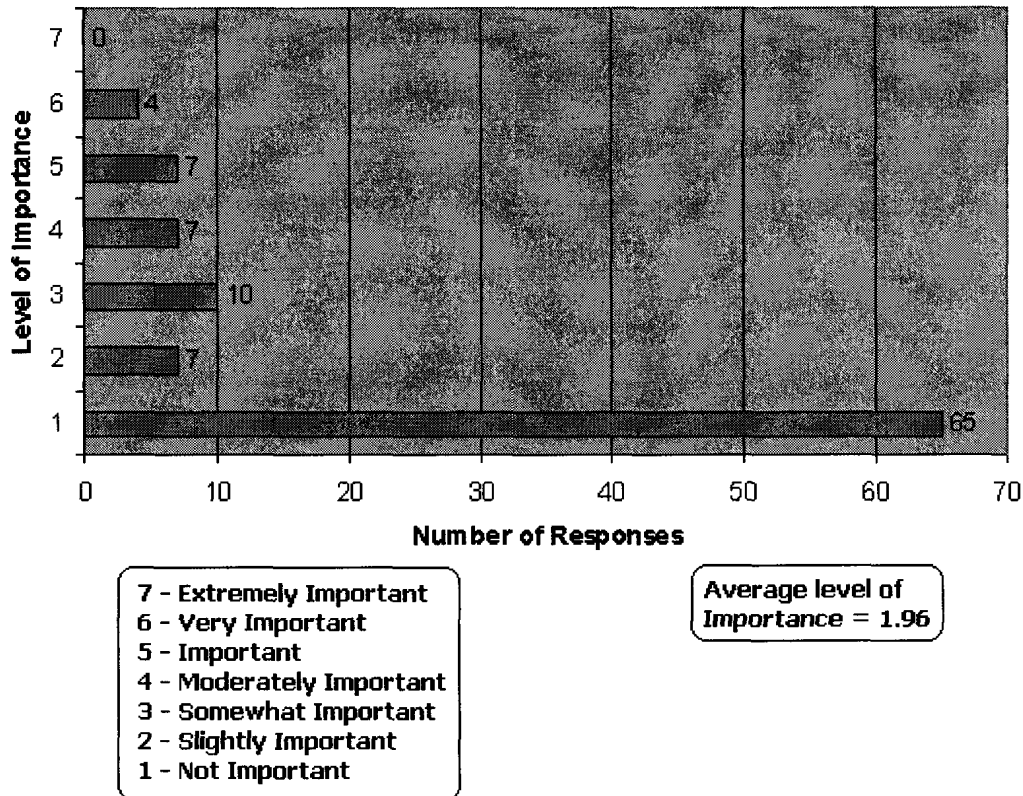 7
0
6
4
5
7
4
7
3
10
2
7
1
65
0 10 20 30 40 50 60 70
Level of Importance
Number of Responses
7 - Extremely Important
6 - Very Important
5 - Important
4 - Moderately Important
3 - Somewhat Important
2 - Slightly Important
1 - Not Important
Average level of
Importance = 1.96